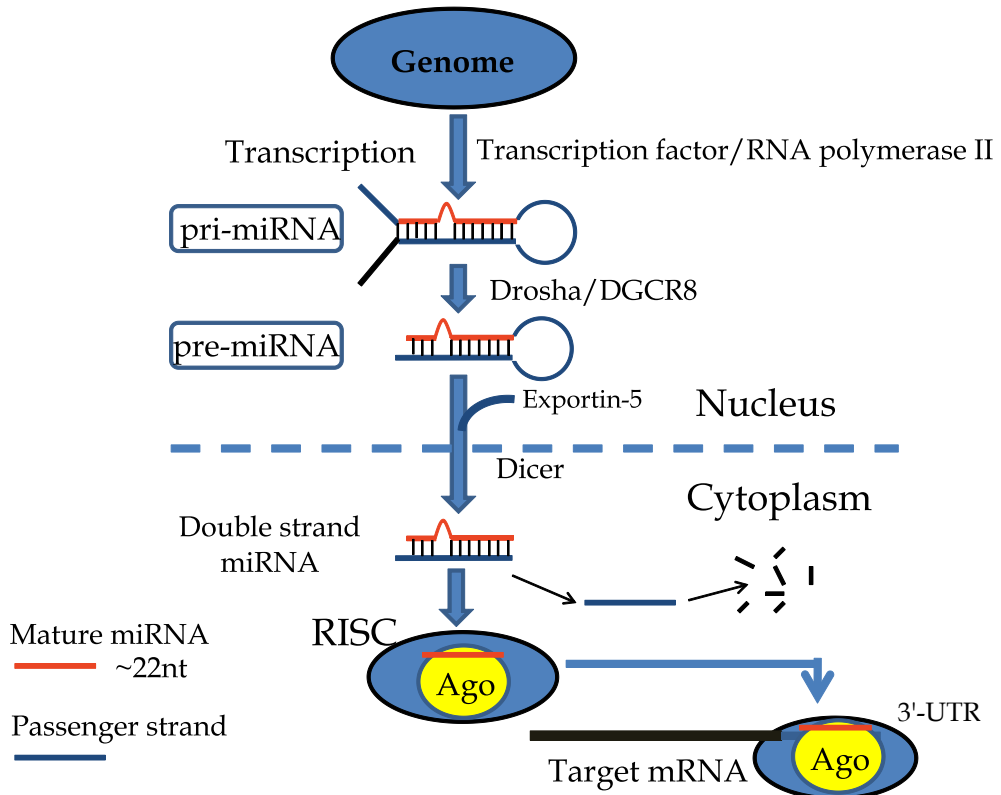 Genome
Transcription
Transcription factor/RNA polymerase II
pri-miRNA
Drosha/DGCR8
pre-miRNA
Exportin-5
Nucleus
Dicer
Cytoplasm
Double strand
miRNA
RISC
Mature miRNA
~22nt
Ago
Passenger strand
3'-UTR
Target mRNA
Ago